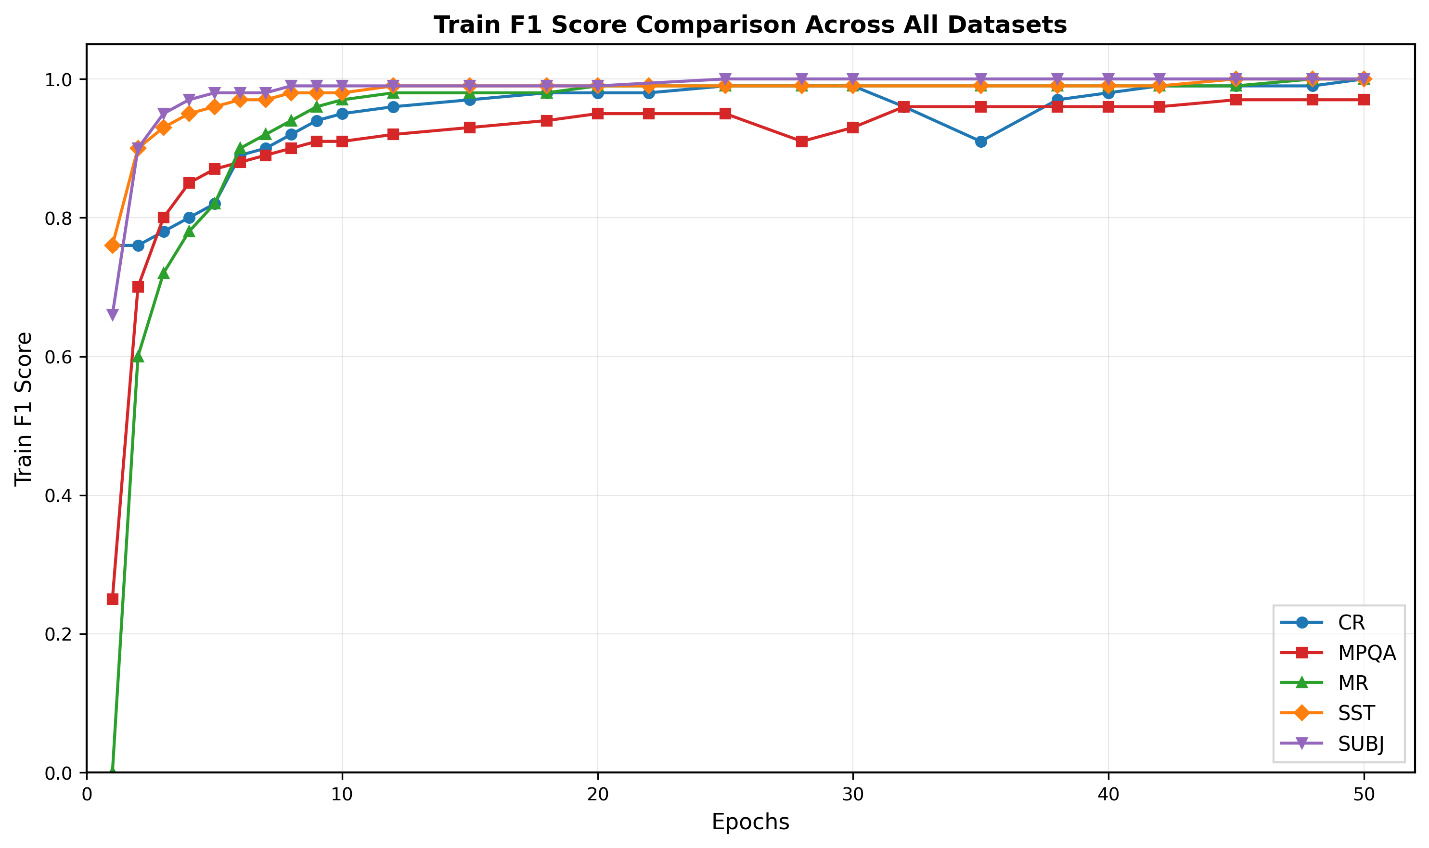 Train F1 Score Comparison Across All Datasets
Train F1 Score
1.0
0.8
0.6
0.4
0.2
0.0
0 10 20 30 40 50
Epochs
CR
MPQA
MR
SST
SUBJ